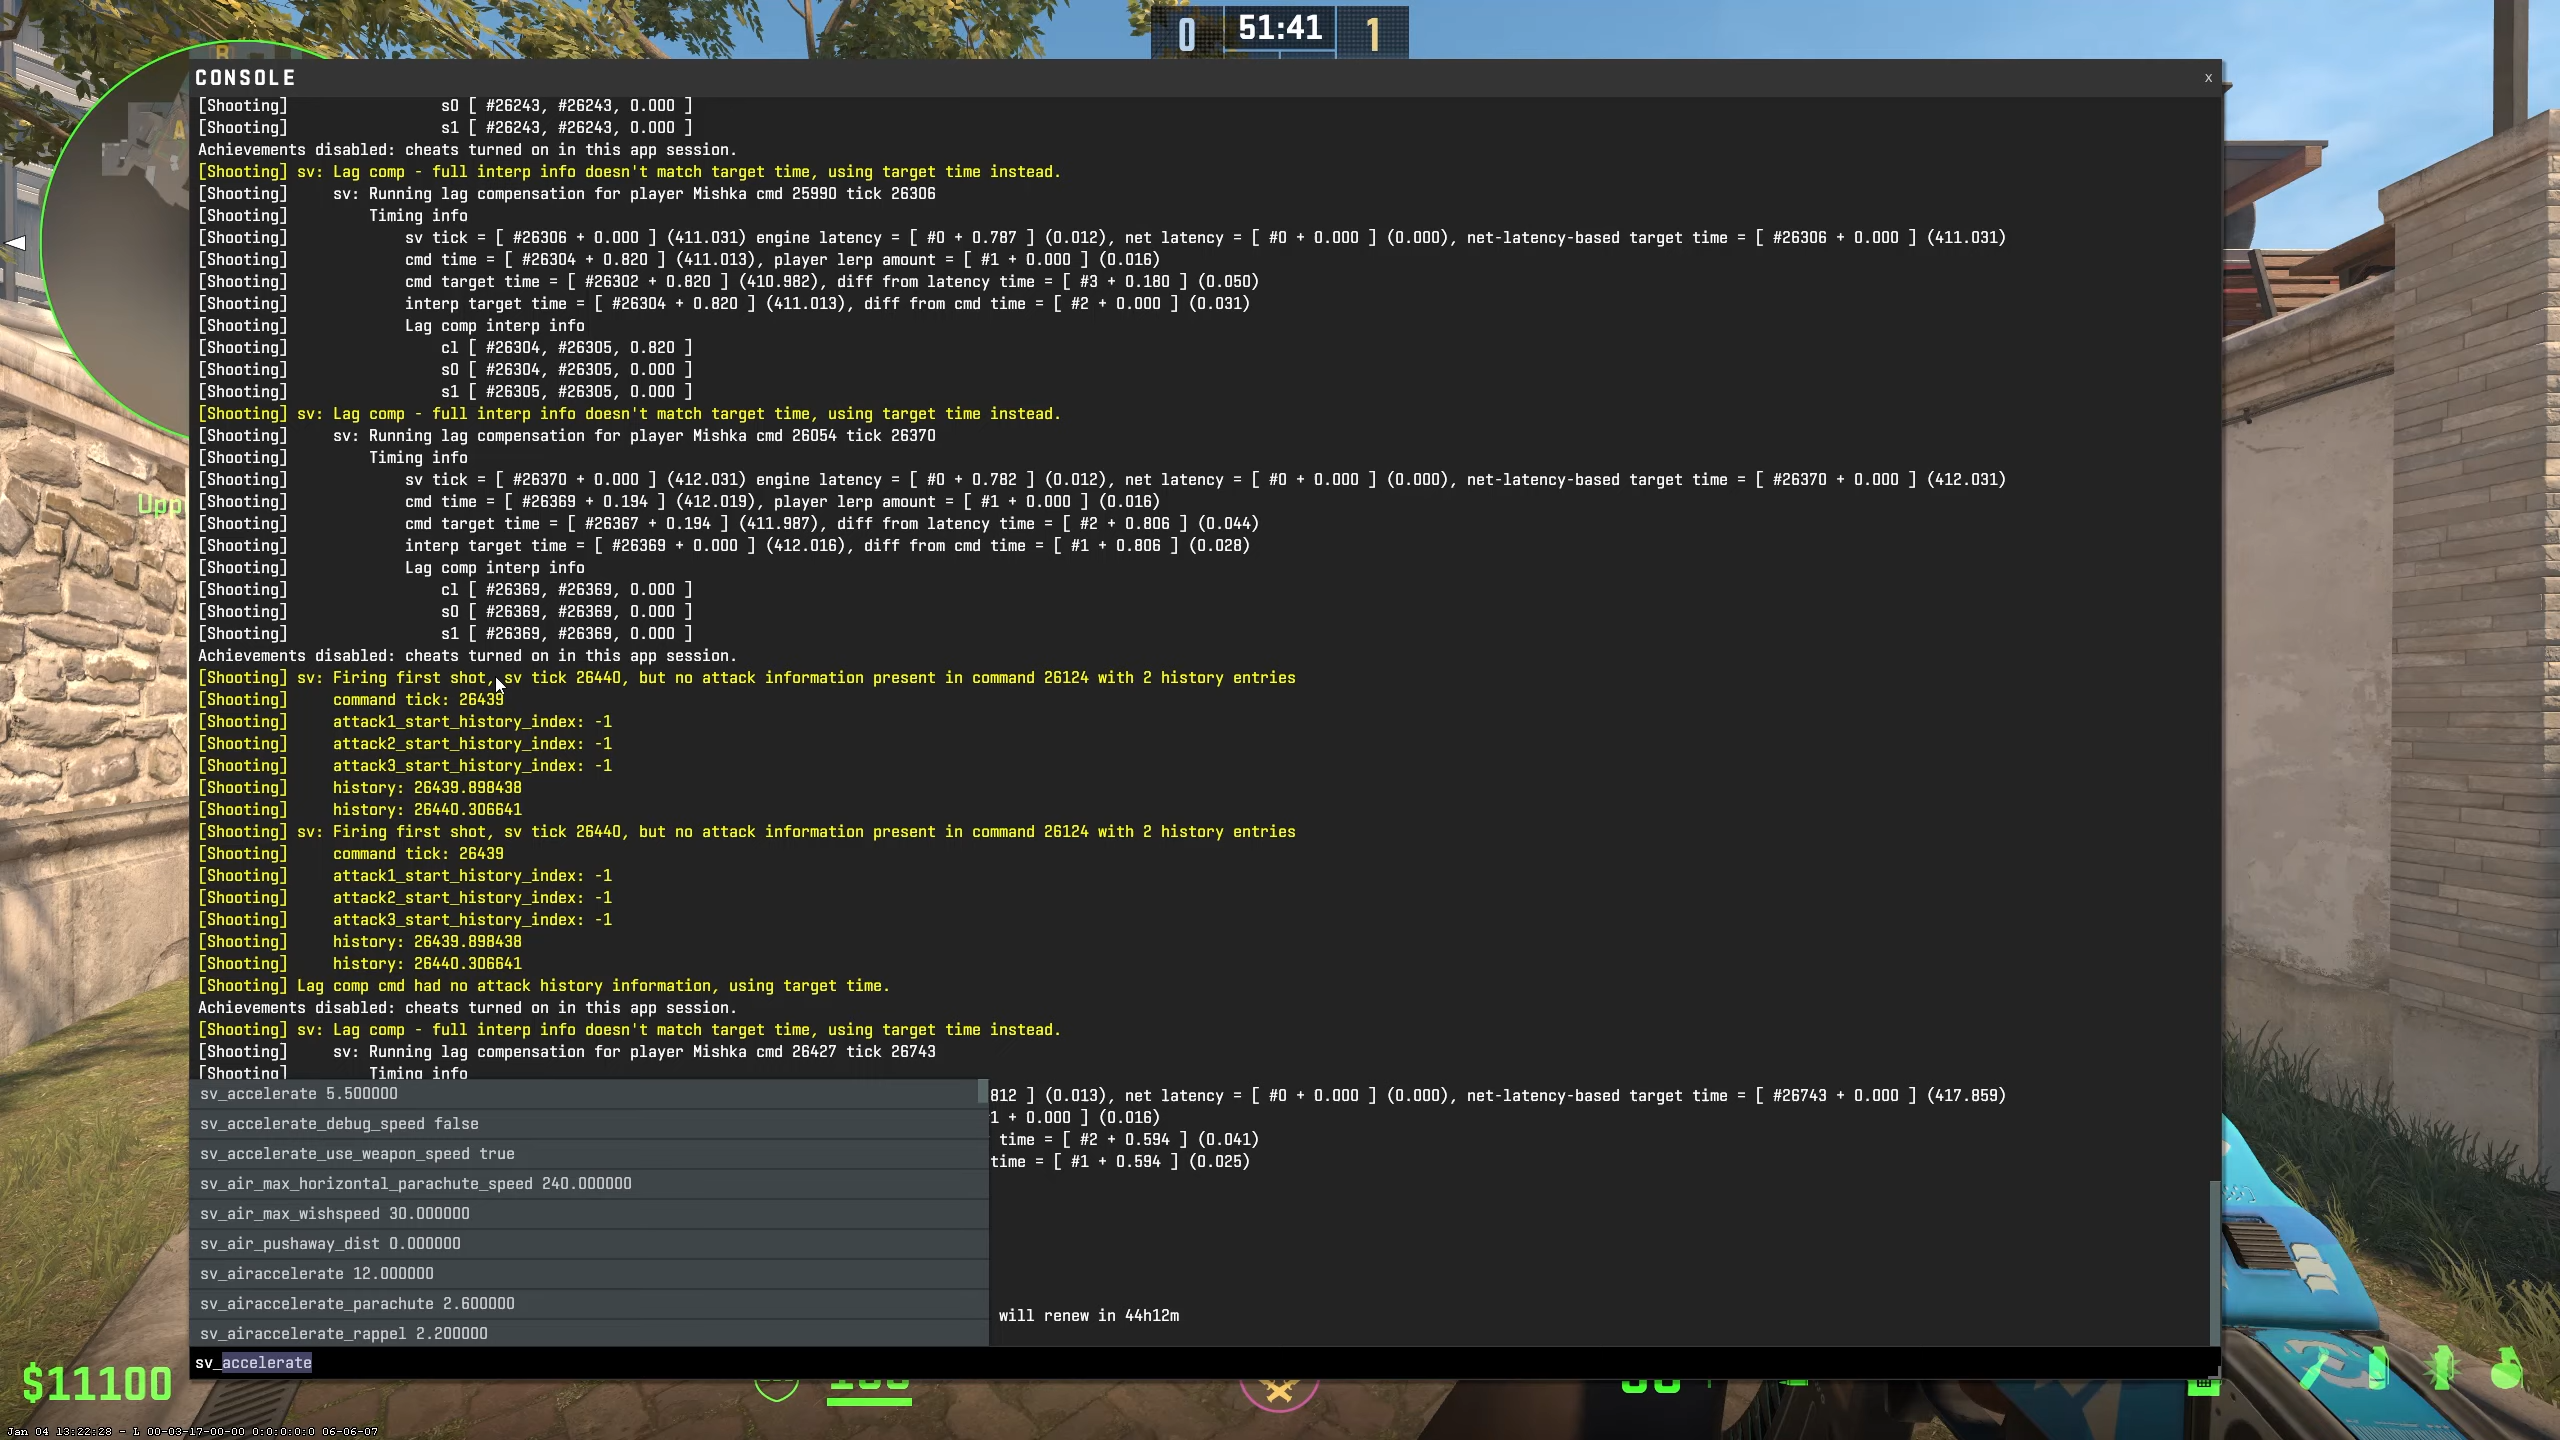 0 51:41 1
B
A
CONSOLE x
[Shooting] s0 [ #26243, #26243, 0.000 ]
[Shooting] s1 [ #26243, #26243, 0.000 ]
Achievements disabled: cheats turned on in this app session.
[Shooting] sv: Lag comp - full interp info doesn't match target time, using target time instead.
[Shooting] sv: Running lag compensation for player Mishka cmd 25990 tick 26306
[Shooting] Timing info
[Shooting] sv tick = [ #26306 + 0.000 ] (411.031) engine latency = [ #0 + 0.787 ] (0.012), net latency = [ #0 + 0.000 ] (0.000), net-latency-based target time = [ #26306 + 0.000 ] (411.031)
[Shooting] cmd time = [ #26304 + 0.820 ] (411.013), player lerp amount = [ #1 + 0.000 ] (0.016)
[Shooting] cmd target time = [ #26302 + 0.820 ] (410.982), diff from latency time = [ #3 + 0.180 ] (0.050)
[Shooting] interp target time = [ #26304 + 0.820 ] (411.013), diff from cmd time = [ #2 + 0.000 ] (0.031)
[Shooting] Lag comp interp info
[Shooting] cl [ #26304, #26305, 0.820 ]
[Shooting] s0 [ #26304, #26305, 0.000 ]
[Shooting] s1 [ #26305, #26305, 0.000 ]
[Shooting] sv: Lag comp - full interp info doesn't match target time, using target time instead.
[Shooting] sv: Running lag compensation for player Mishka cmd 26054 tick 26370
[Shooting] Timing info
[Shooting] sv tick = [ #26370 + 0.000 ] (412.031) engine latency = [ #0 + 0.782 ] (0.012), net latency = [ #0 + 0.000 ] (0.000), net-latency-based target time = [ #26370 + 0.000 ] (412.031)
[Shooting] cmd time = [ #26369 + 0.194 ] (412.019), player lerp amount = [ #1 + 0.000 ] (0.016)
[Shooting] cmd target time = [ #26367 + 0.194 ] (411.987), diff from latency time = [ #2 + 0.806 ] (0.044)
[Shooting] interp target time = [ #26369 + 0.000 ] (412.016), diff from cmd time = [ #1 + 0.806 ] (0.028)
[Shooting] Lag comp interp info
[Shooting] cl [ #26369, #26369, 0.000 ]
[Shooting] s0 [ #26369, #26369, 0.000 ]
[Shooting] s1 [ #26369, #26369, 0.000 ]
Achievements disabled: cheats turned on in this app session.
[Shooting] sv: Firing first shot, sv tick 26440, but no attack information present in command 26124 with 2 history entries
[Shooting] command tick: 26439
[Shooting] attack1_start_history_index: -1
[Shooting] attack2_start_history_index: -1
[Shooting] attack3_start_history_index: -1
[Shooting] history: 26439.898438
[Shooting] history: 26440.306641
[Shooting] sv: Firing first shot, sv tick 26440, but no attack information present in command 26124 with 2 history entries
[Shooting] command tick: 26439
[Shooting] attack1_start_history_index: -1
[Shooting] attack2_start_history_index: -1
[Shooting] attack3_start_history_index: -1
[Shooting] history: 26439.898438
[Shooting] history: 26440.306641
[Shooting] Lag comp cmd had no attack history information, using target time.
Achievements disabled: cheats turned on in this app session.
[Shooting] sv: Lag comp - full interp info doesn't match target time, using target time instead.
[Shooting] sv: Running lag compensation for player Mishka cmd 26427 tick 26743
[Shooting] Timing info
812 ] (0.013), net latency = [ #0 + 0.000 ] (0.000), net-latency-based target time = [ #26743 + 0.000 ] (417.859)
1 + 0.000 ] (0.016)
time = [ #2 + 0.594 ] (0.041)
time = [ #1 + 0.594 ] (0.025)
will renew in 44h12m
sv_accelerate 5.500000
sv_accelerate_debug_speed false
sv_accelerate_use_weapon_speed true
sv_air_max_horizontal_parachute_speed 240.000000
sv_air_max_wishspeed 30.000000
sv_air_pushaway_dist 0.000000
sv_airaccelerate 12.000000
sv_airaccelerate_parachute 2.600000
sv_airaccelerate_rappel 2.200000
sv_accelerate
$11100
Jan 04 13:22:28 - L 00-03-17-00-00 0:0:0:0:0 06-06-07